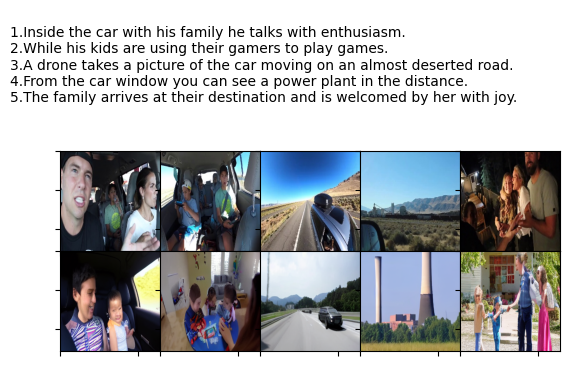 1.Inside the car with his family he talks with enthusiasm.
2.While his kids are using their gamers to play games.
3.A drone takes a picture of the car moving on an almost deserted road.
4.From the car window you can see a power plant in the distance.
5.The family arrives at their destination and is welcomed by her with joy.